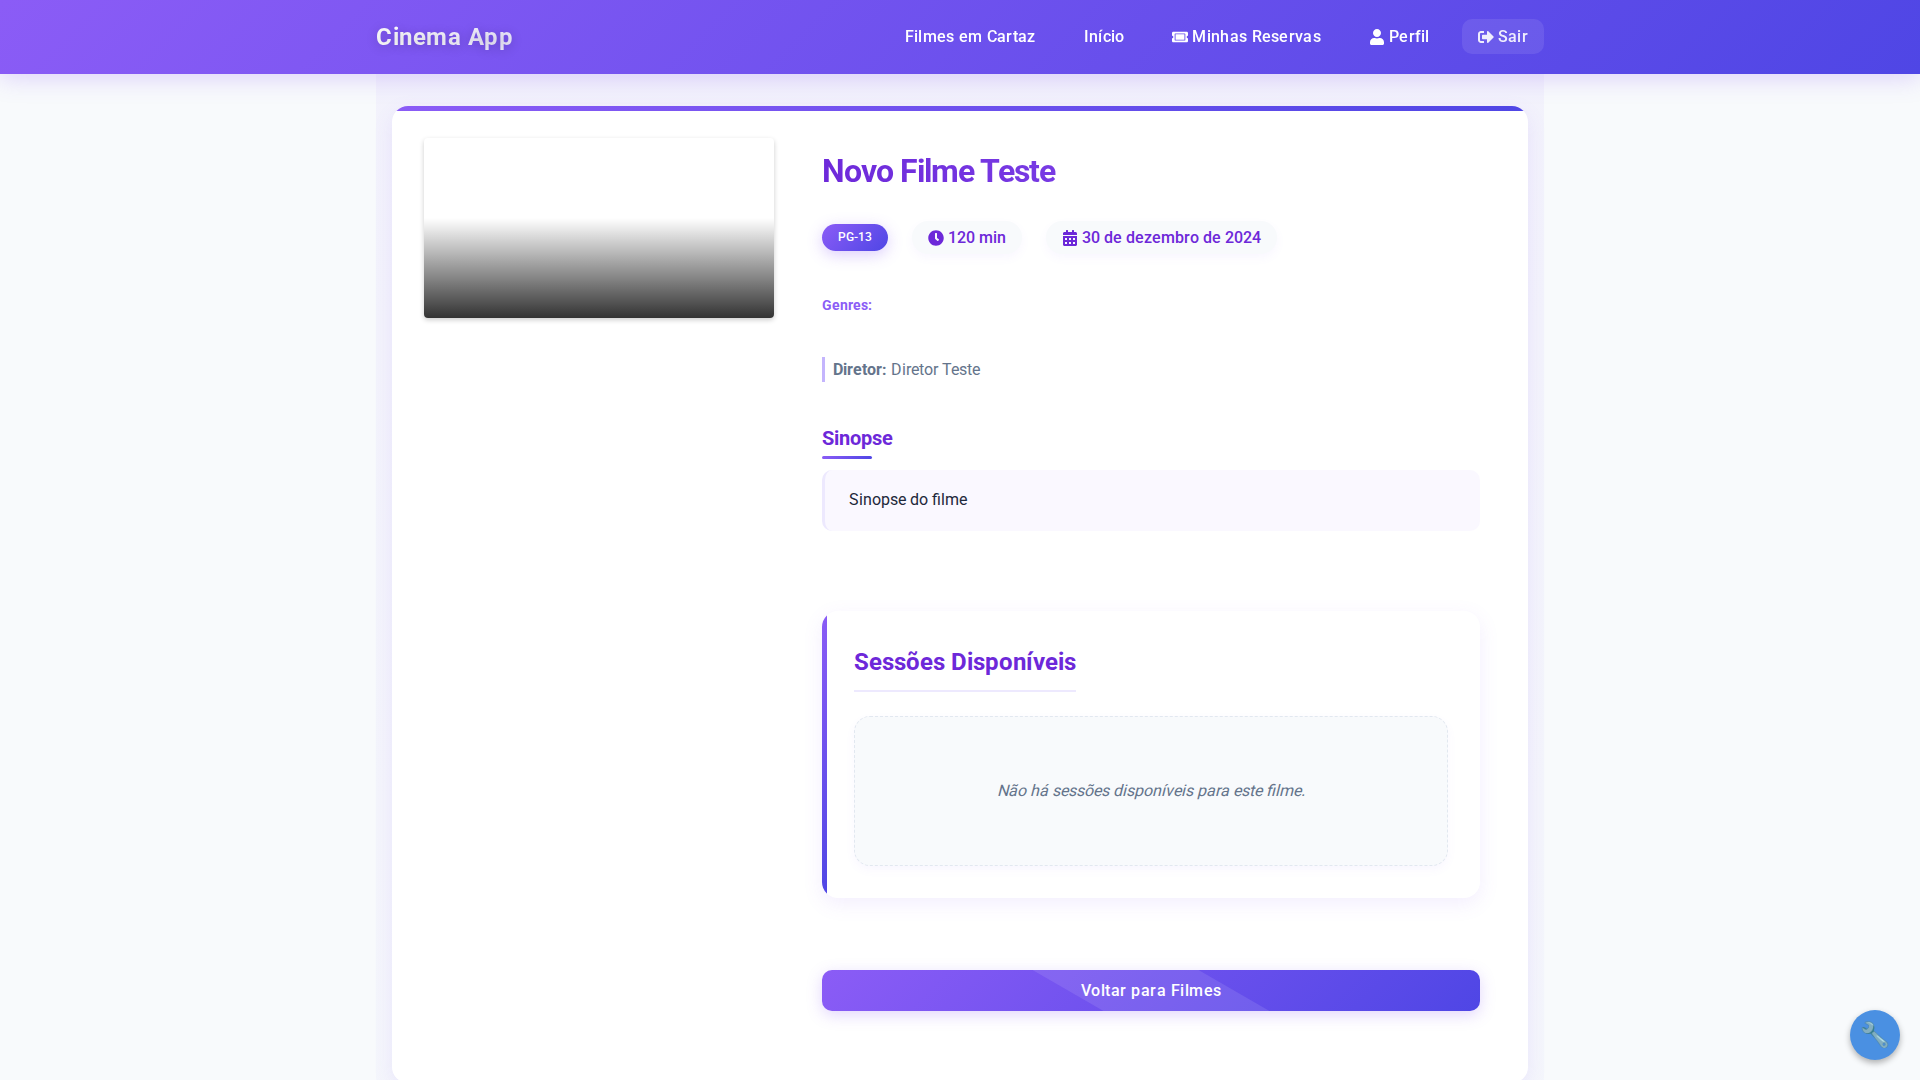 Cinema App
Filmes em Cartaz
Início
Minhas Reservas
Perfil
Sair
Novo Filme Teste
PG-13
120 min
30 de dezembro de 2024
Genres:
Diretor: Diretor Teste
Sinopse
Sinopse do filme
Sessões Disponíveis
Não há sessões disponíveis para este filme.
Voltar para Filmes